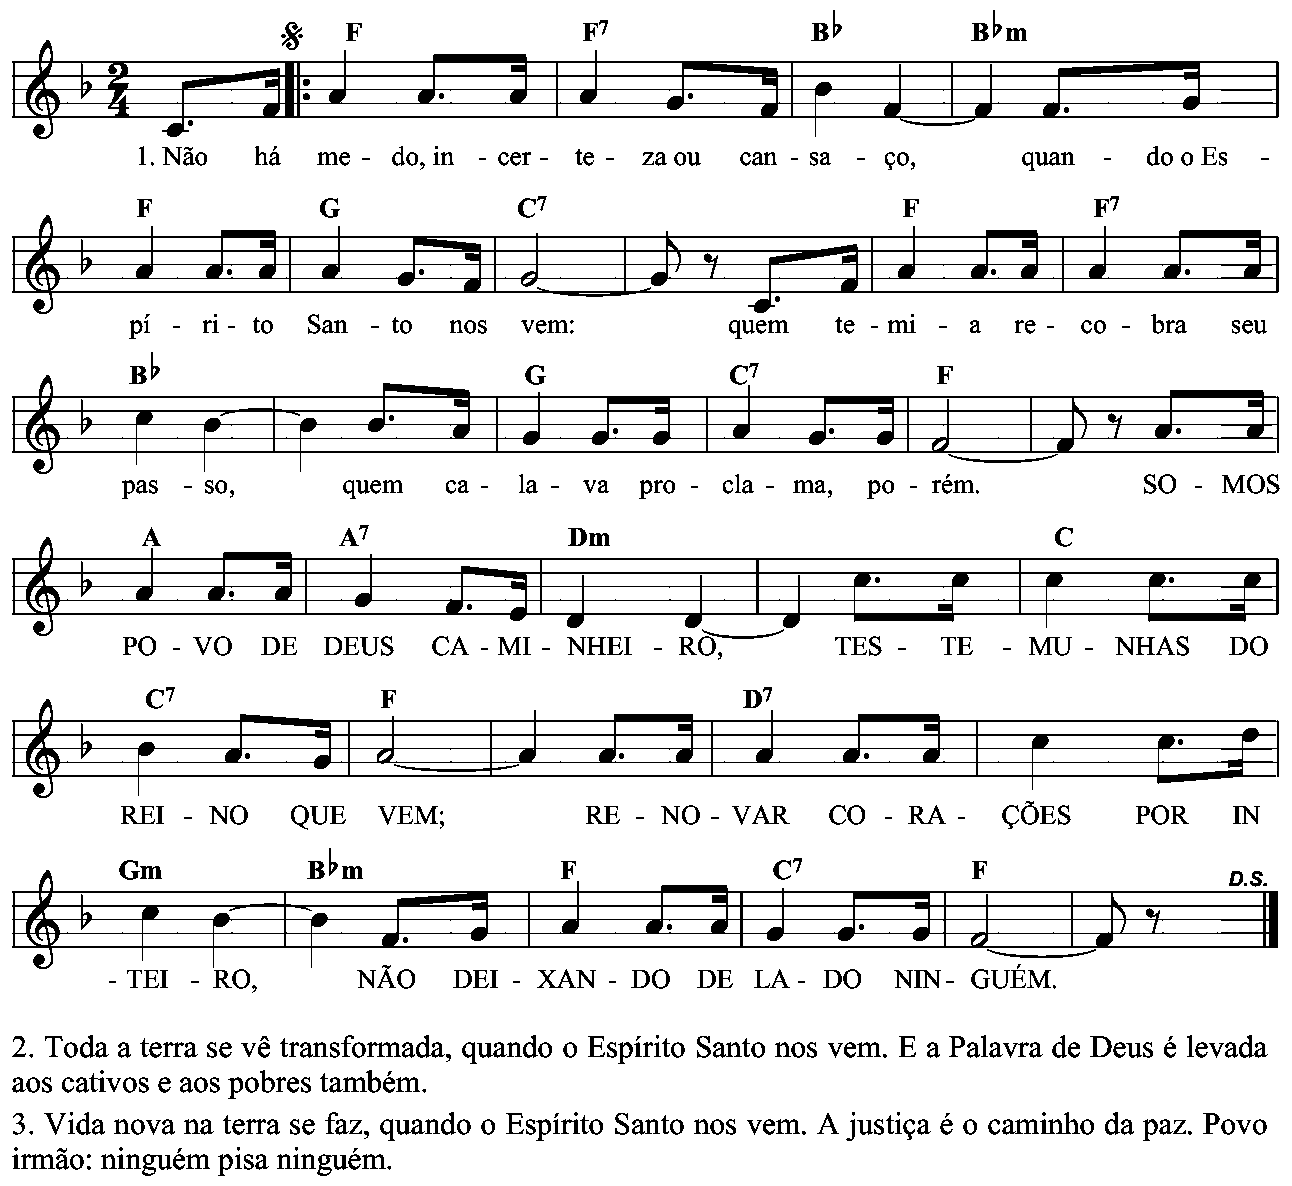 F F7 B♭ B♭m
2/4
1. Não há me - do, in - cer - te - za ou can - sa - ço, quan - do o Es -
F G C7 F F7
pí - ri - to San - to nos vem: quem te - mi - a re - co - bra seu
B♭ G C7 F
pas - so, quem ca - la - va pro - cla - ma, po - rém. SO - MOS
A A7 Dm C
PO - VO DE DEUS CA - MI - NHEI - RO, TES - TE - MU - NHAS DO
C7 F D7
REI - NO QUE VEM; RE - NO - VAR CO - RA - ÇÕES POR IN
Gm B♭m F C7 F D.S.
- TEI - RO, NÃO DEI - XAN - DO DE LA - DO NIN - GUÉM.
2. Toda a terra se vê transformada, quando o Espírito Santo nos vem. E a Palavra de Deus é levada
aos cativos e aos pobres também.
3. Vida nova na terra se faz, quando o Espírito Santo nos vem. A justiça é o caminho da paz. Povo
irmão: ninguém pisa ninguém.